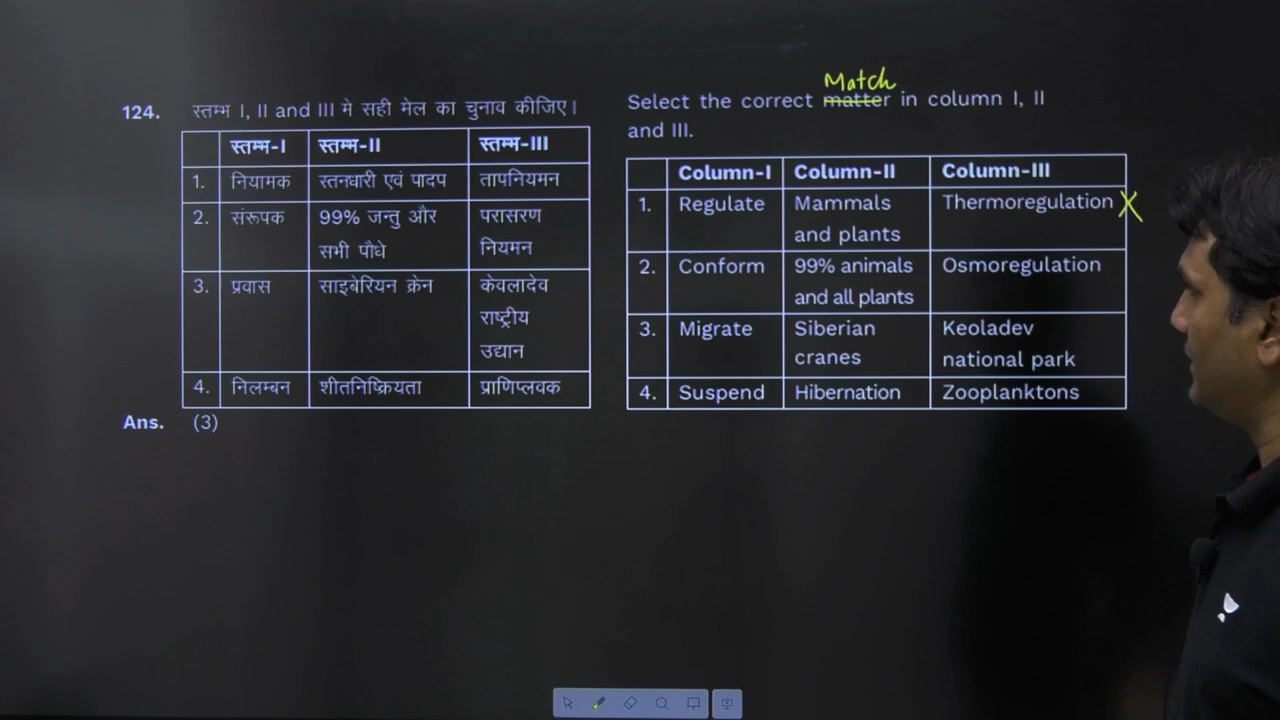 124. स्तम्भ I, II and III मे सही मेल का चुनाव कीजिए।
स्तम्भ-I स्तम्भ-II स्तम्भ-III
1. नियामक स्तनधारी एवं पादप तापनियमन
2. संरूपक 99% जन्तु और परासरण
सभी पौधे नियमन
3. प्रवास साइबेरियन क्रेन केवलादेव
राष्ट्रीय
उद्यान
4. निलम्बन शीतनिष्क्रियता प्राणिप्लवक
Ans. (3)
Match
Select the correct matter in column I, II
and III.
Column-I Column-II Column-III
1. Regulate Mammals Thermoregulation X
and plants
2. Conform 99% animals Osmoregulation
and all plants
3. Migrate Siberian Keoladev
cranes national park
4. Suspend Hibernation Zooplanktons